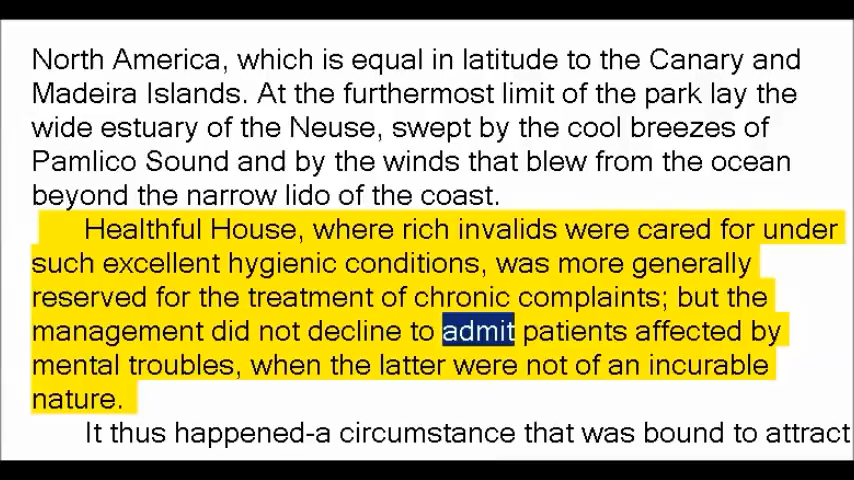 North America, which is equal in latitude to the Canary and
Madeira Islands. At the furthermost limit of the park lay the
wide estuary of the Neuse, swept by the cool breezes of
Pamlico Sound and by the winds that blew from the ocean
beyond the narrow lido of the coast.
Healthful House, where rich invalids were cared for under
such excellent hygienic conditions, was more generally
reserved for the treatment of chronic complaints; but the
management did not decline to admit patients affected by
mental troubles, when the latter were not of an incurable
nature.
It thus happened-a circumstance that was bound to attract